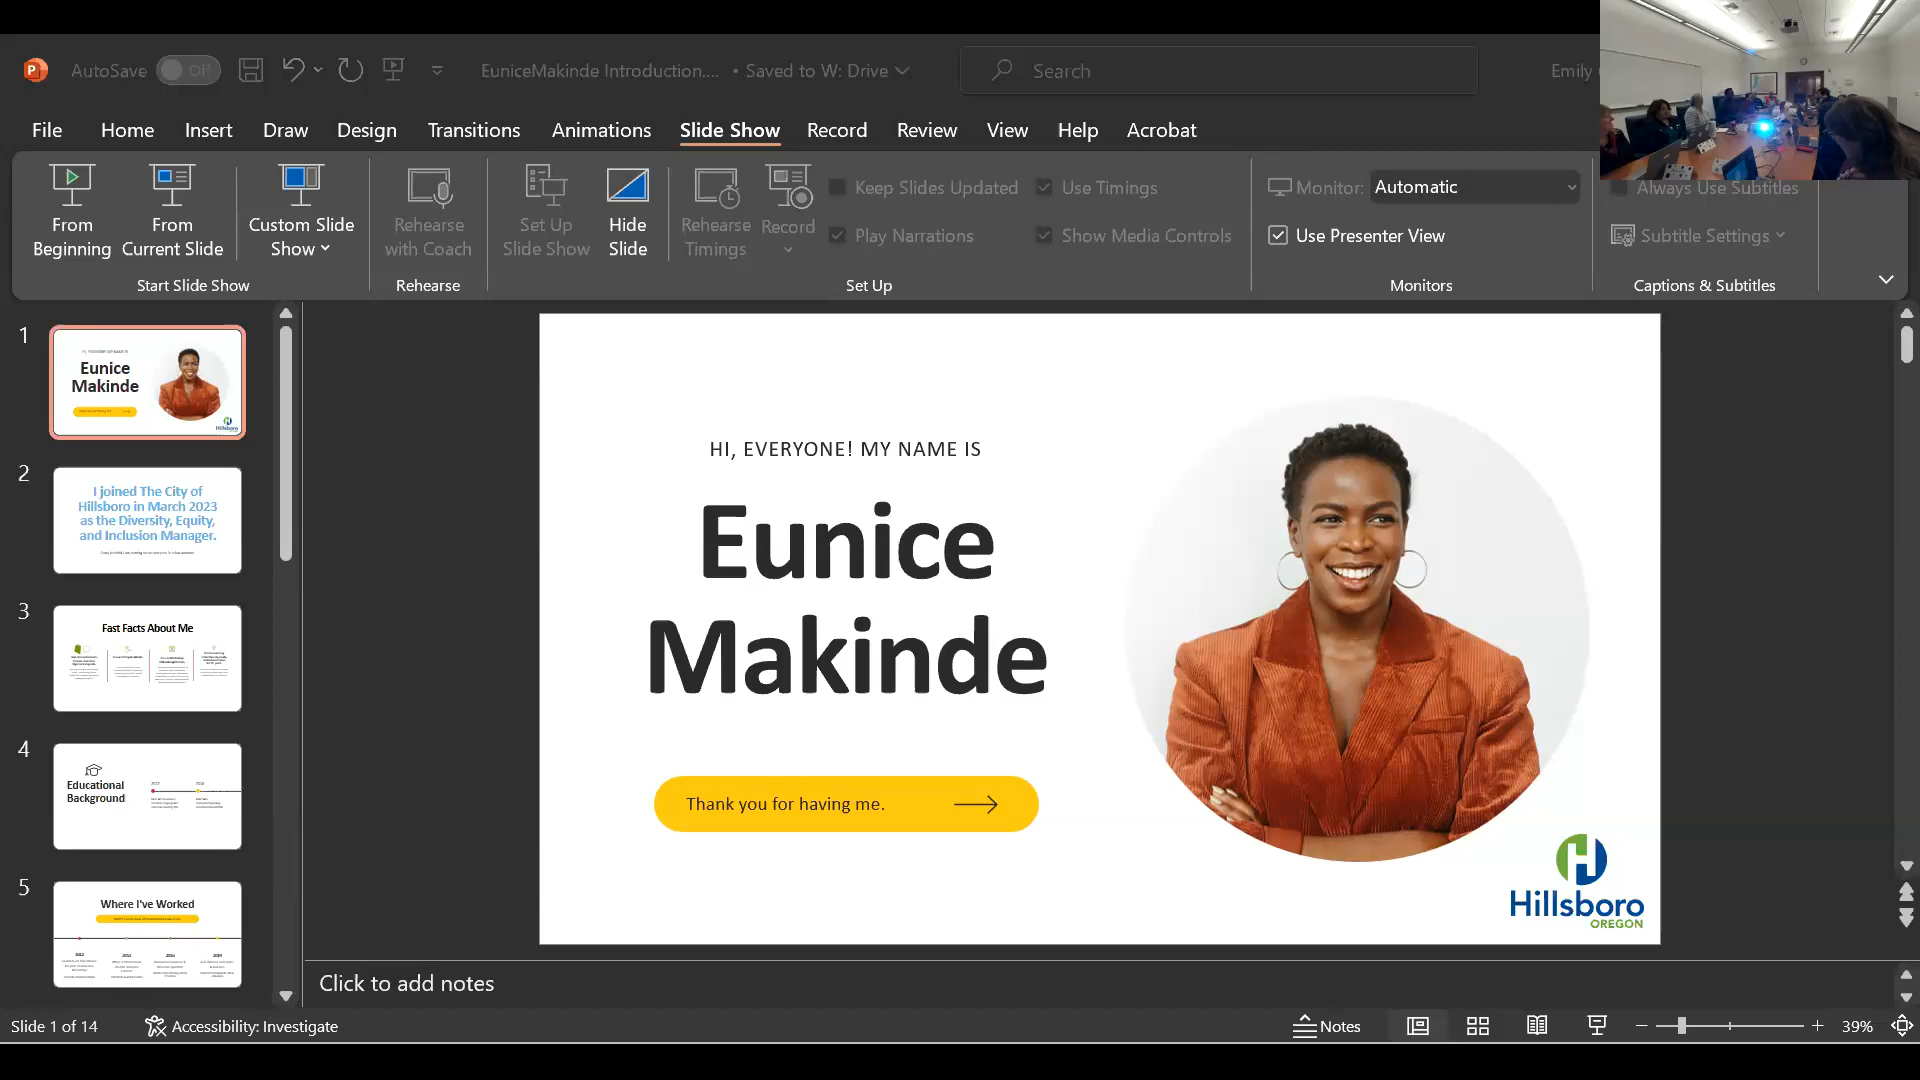 AutoSave Off EuniceMakinde Introduction.... • Saved to W: Drive Search Emily
File Home Insert Draw Design Transitions Animations Slide Show Record Review View Help Acrobat
From Beginning
From Current Slide
Custom Slide Show
Start Slide Show
Rehearse with Coach
Rehearse
Set Up Slide Show
Hide Slide
Rehearse Timings
Record
Keep Slides Updated
Play Narrations
Use Timings
Show Media Controls
Set Up
Monitor: Automatic
Use Presenter View
Monitors
Always Use Subtitles
Subtitle Settings
Captions & Subtitles
1
Eunice
Makinde
Hillsboro
2
I joined The City of
Hillsboro in March 2023
as the Diversity, Equity,
and Inclusion Manager.
3
Fast Facts About Me
4
Educational
Background
5
Where I've Worked
HI, EVERYONE! MY NAME IS
Eunice
Makinde
Thank you for having me.
Hillsboro
OREGON
Click to add notes
Slide 1 of 14 Accessibility: Investigate Notes 39%